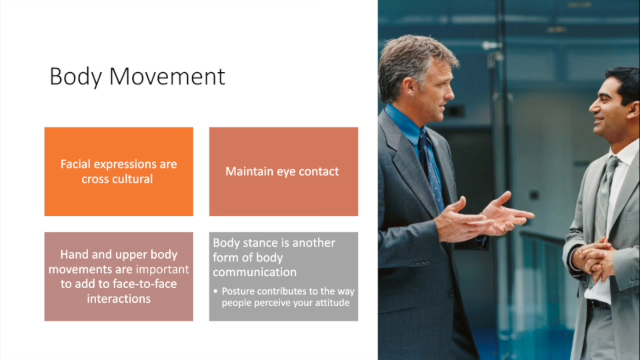 Body Movement
Facial expressions are
cross cultural
Maintain eye contact
Hand and upper body
movements are important
to add to face-to-face
interactions
Body stance is another
form of body
communication
• Posture contributes to the way
people perceive your attitude